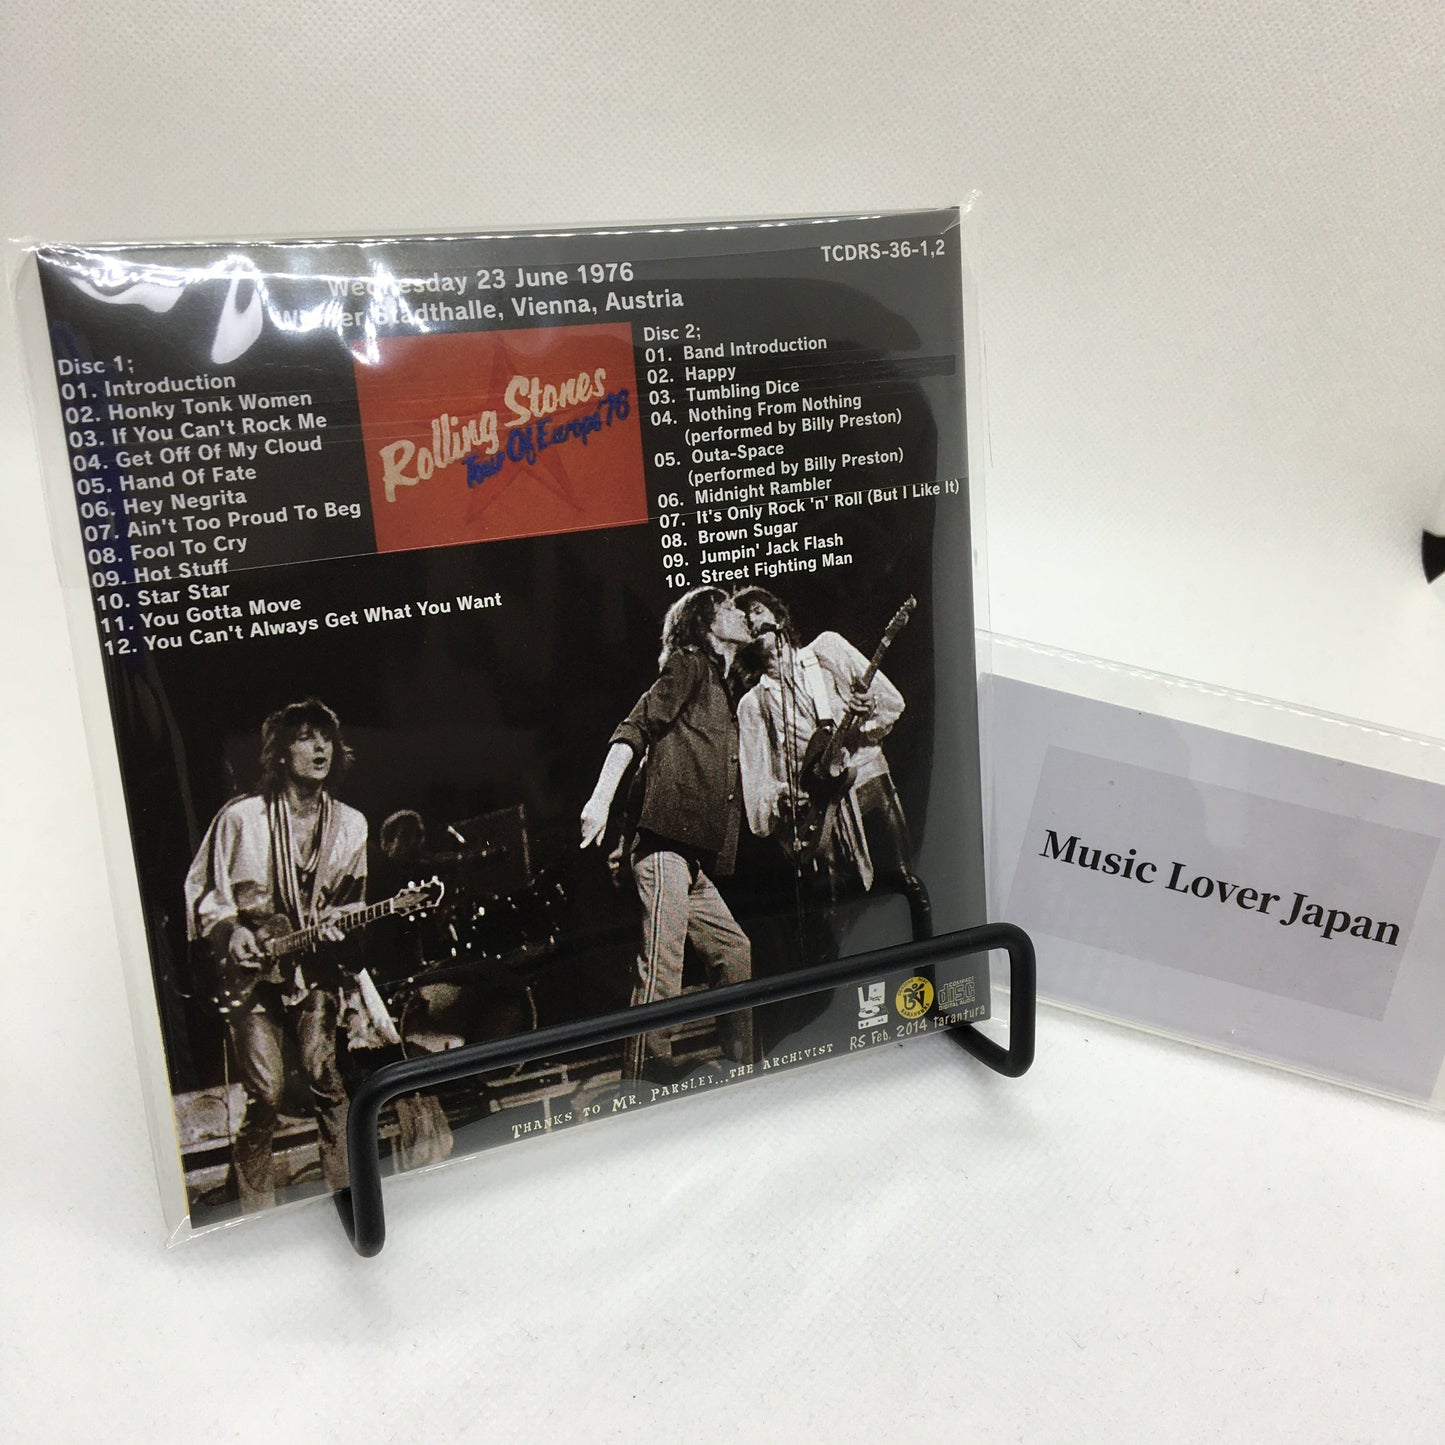 TCDRS-36-1,2
Wednesday 23 June 1976
Wiener Stadthalle, Vienna, Austria
Disc 1;
01. Introduction
02. Honky Tonk Women
03. If You Can't Rock Me
04. Get Off Of My Cloud
05. Hand Of Fate
06. Hey Negrita
07. Ain't Too Proud To Beg
08. Fool To Cry
09. Hot Stuff
10. Star Star
11. You Gotta Move
12. You Can't Always Get What You Want
Rolling Stones
Tour Of Europe '76
Disc 2;
01. Band Introduction
02. Happy
03. Tumbling Dice
04. Nothing From Nothing
(performed by Billy Preston)
05. Outa-Space
(performed by Billy Preston)
06. Midnight Rambler
07. It's Only Rock 'n' Roll (But I Like It)
08. Brown Sugar
09. Jumpin' Jack Flash
10. Street Fighting Man
COMPACT
disc
DIGITAL AUDIO
RS Feb. 2014 Tarantura
THANKS TO MR. PARSLEY...THE ARCHIVIST
Music Lover Japan